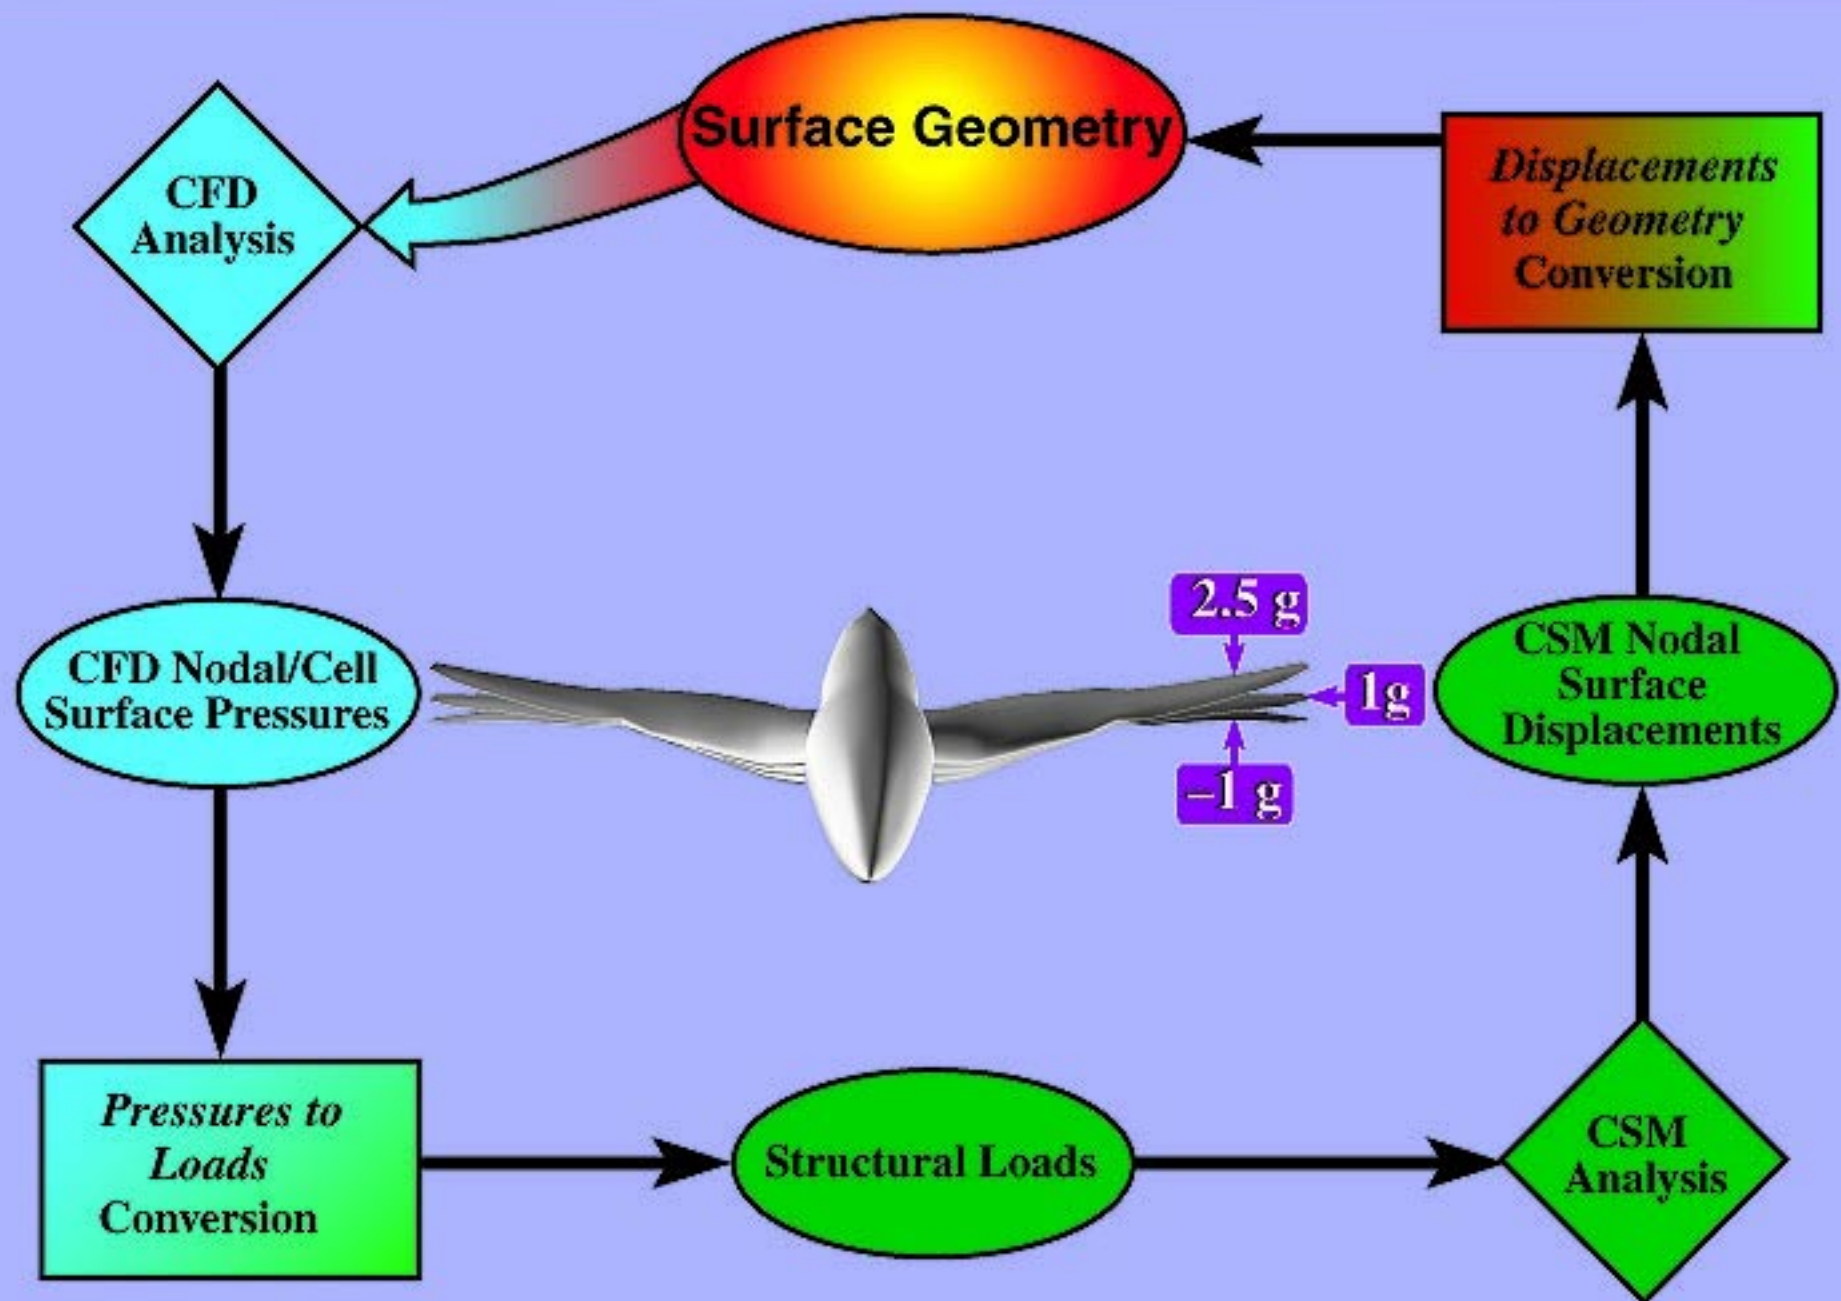 Surface Geometry
CFD
Analysis
Displacements
to Geometry
Conversion
2.5 g
CFD Nodal/Cell
Surface Pressures
1g
CSM Nodal
Surface
Displacements
–1 g
Pressures to
Loads
Conversion
Structural Loads
CSM
Analysis